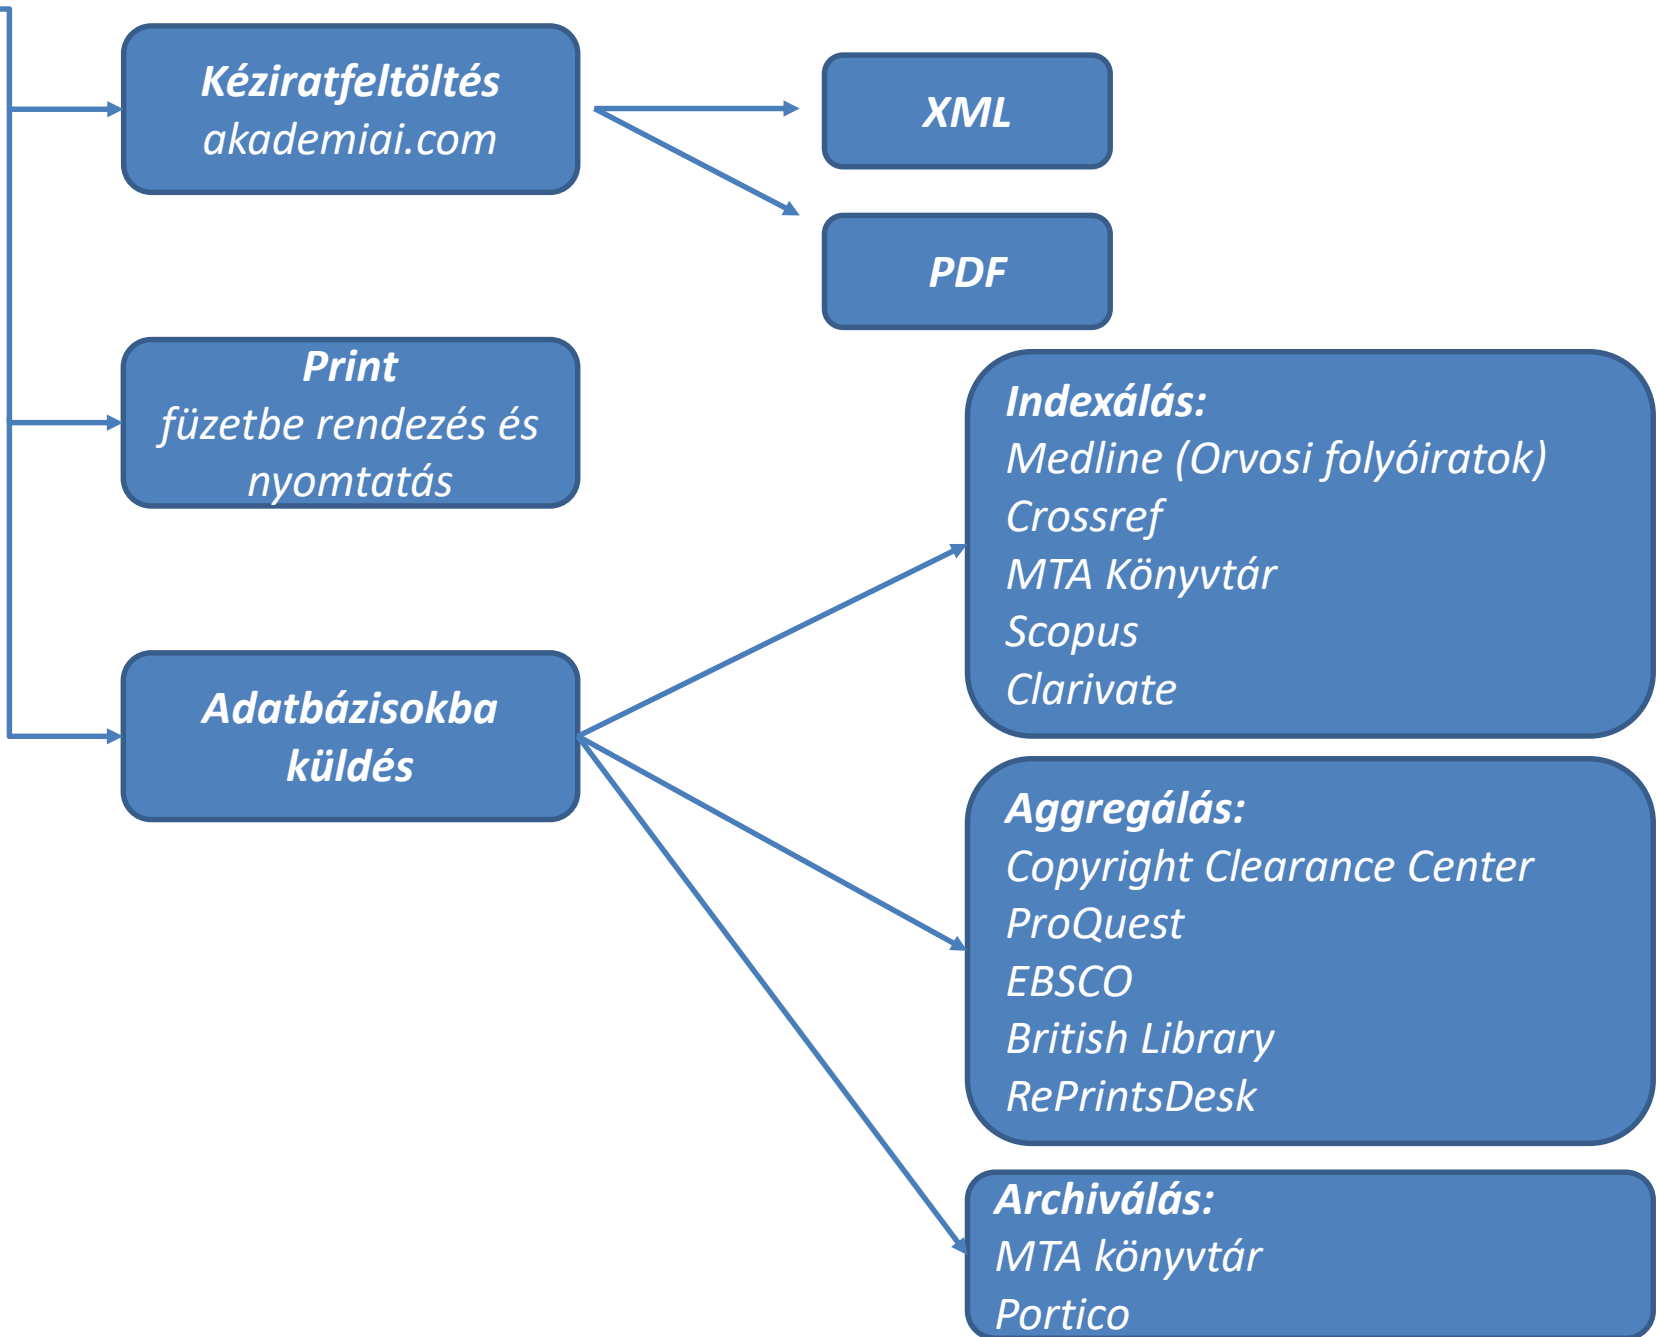 Kéziratfeltöltés
akademiai.com
XML
PDF
Print
füzetbe rendezés és
nyomtatás
Adatbázisokba
küldés
Indexálás:
Medline (Orvosi folyóiratok)
Crossref
MTA Könyvtár
Scopus
Clarivate
Aggregálás:
Copyright Clearance Center
ProQuest
EBSCO
British Library
RePrintsDesk
Archiválás:
MTA könyvtár
Portico